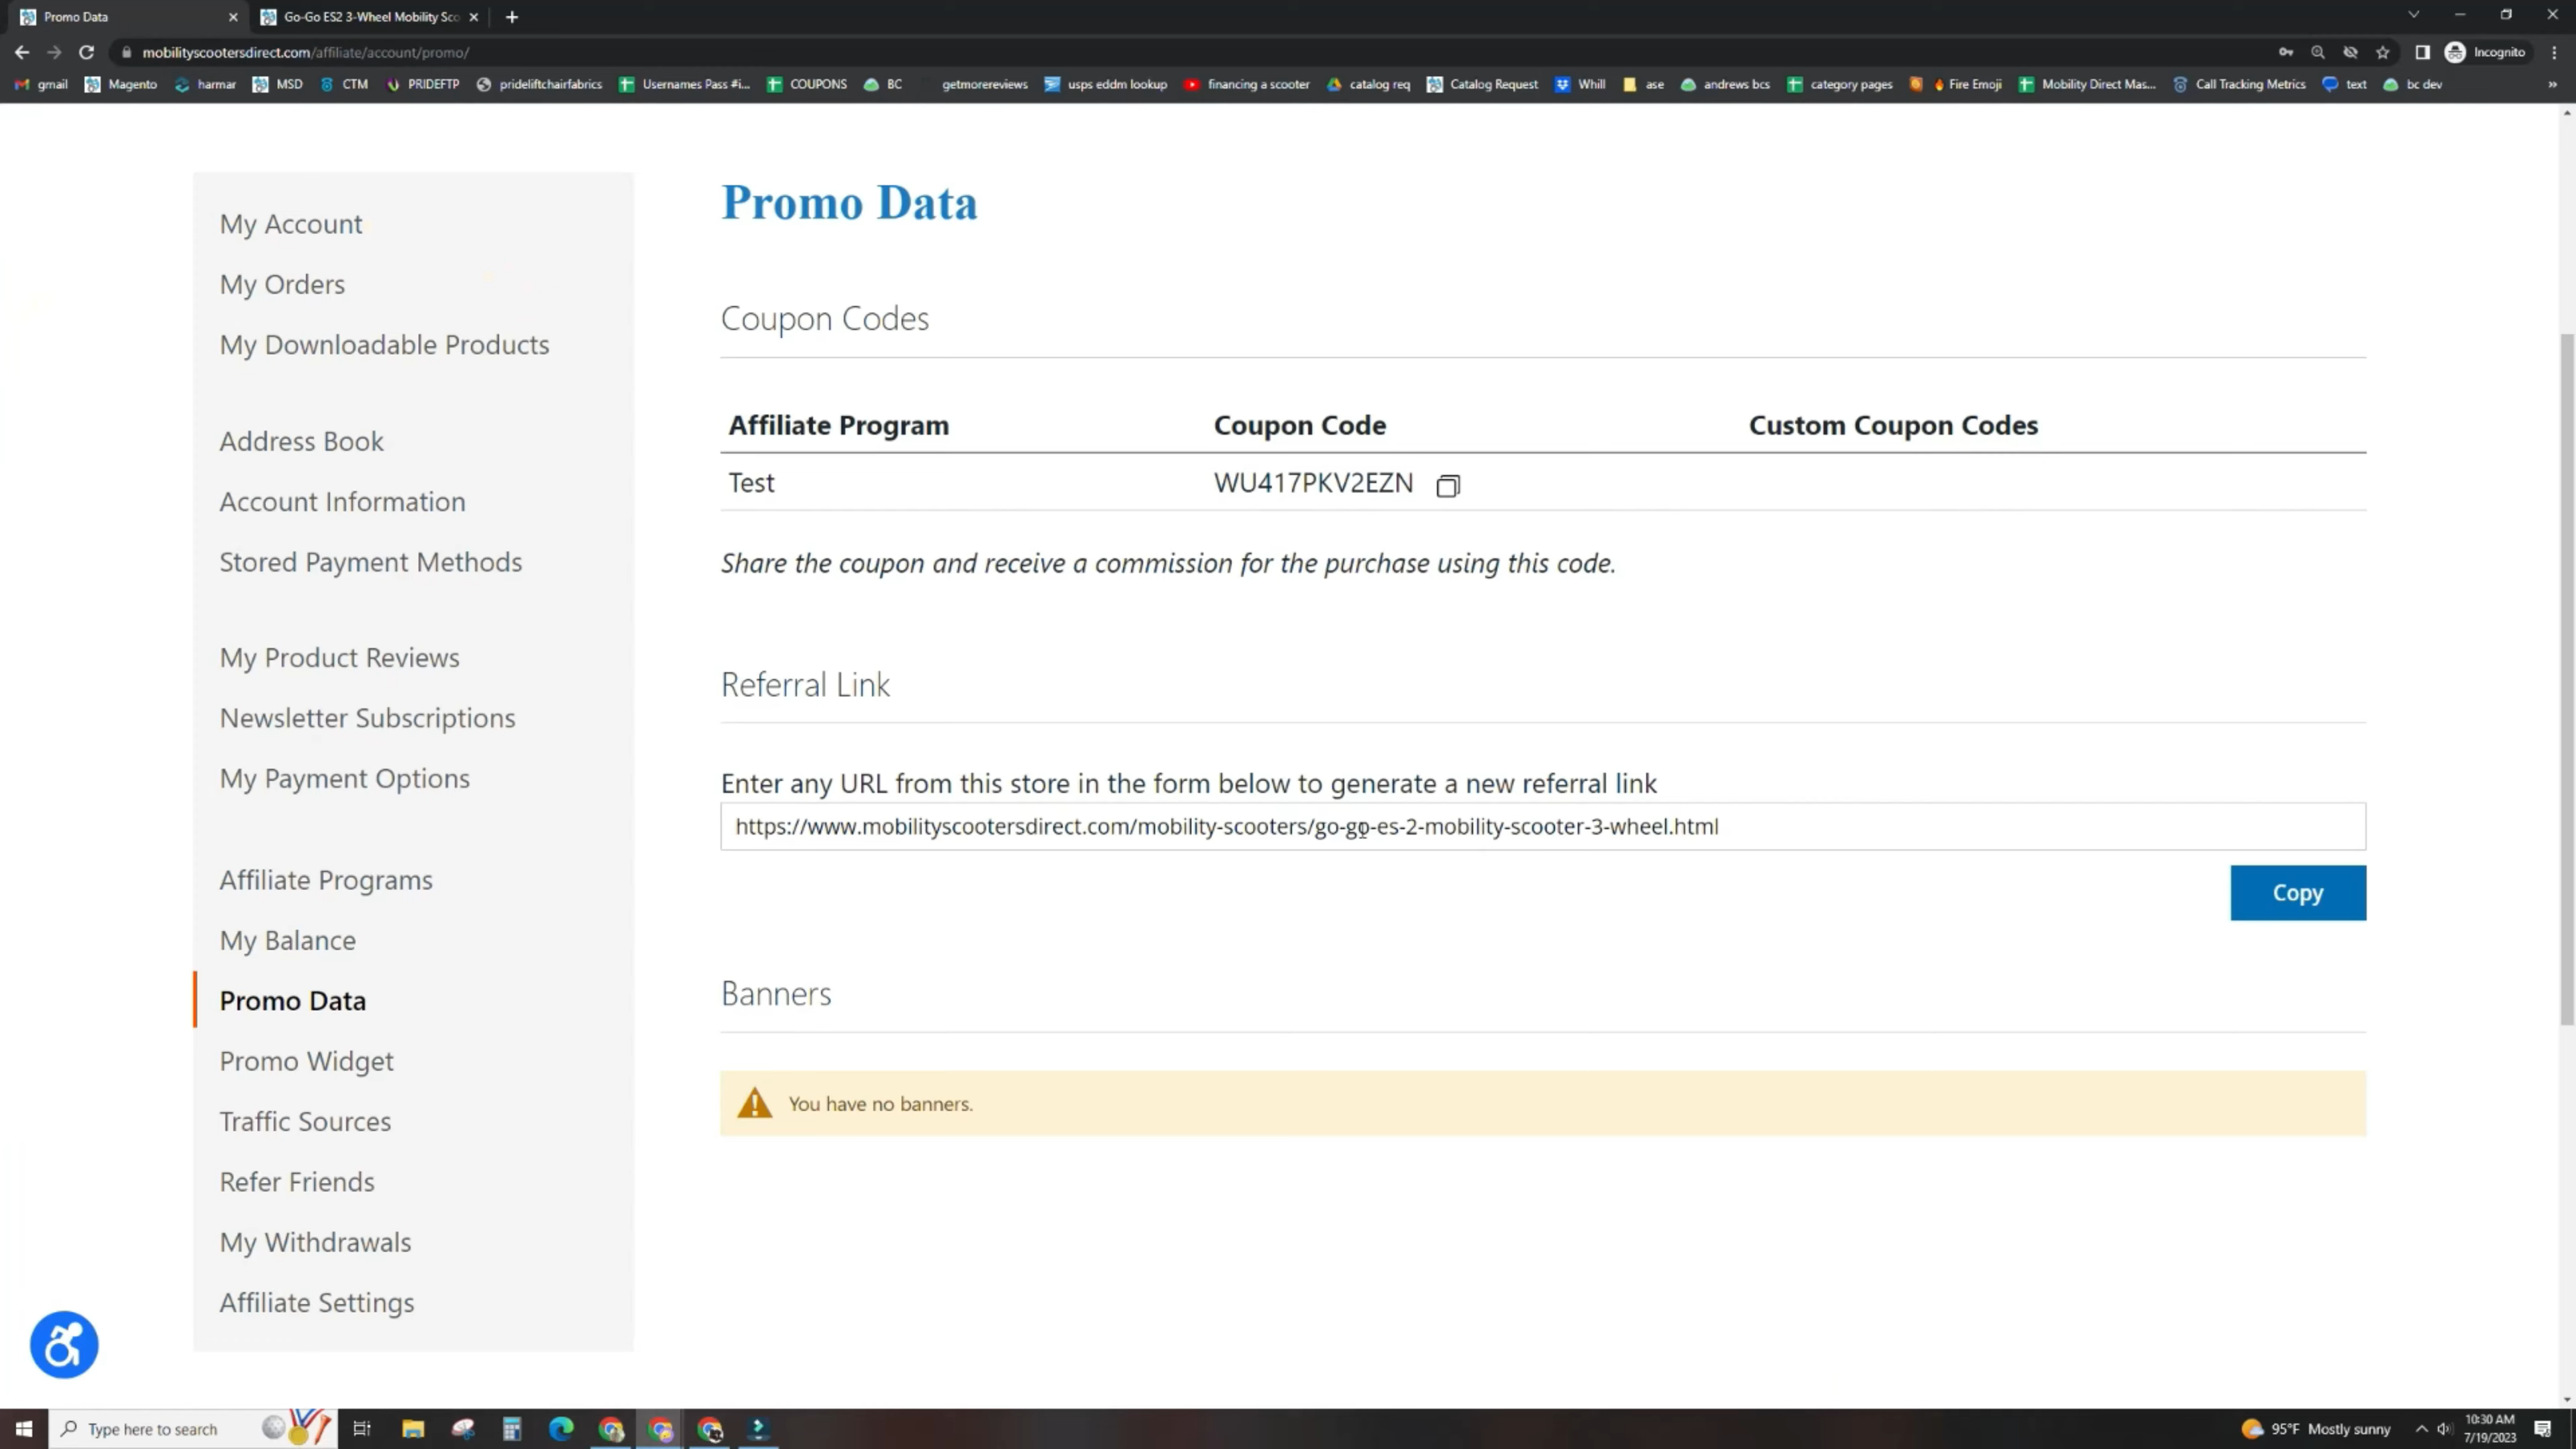 Promo Data
Go-Go ES2 3-Wheel Mobility Sco
mobilityscootersdirect.com/affiliate/account/promo/
Incognito
gmail Magento harmar MSD CTM PRIDEFTP prideliftchairfabrics Usernames Pass #i... COUPONS BC getmorereviews usps eddm lookup financing a scooter catalog req Catalog Request Whill ase andrews bcs category pages Fire Emoji Mobility Direct Mas... Call Tracking Metrics text bc dev »
My Account
My Orders
My Downloadable Products
Address Book
Account Information
Stored Payment Methods
My Product Reviews
Newsletter Subscriptions
My Payment Options
Affiliate Programs
My Balance
Promo Data
Promo Widget
Traffic Sources
Refer Friends
My Withdrawals
Affiliate Settings
Promo Data
Coupon Codes
Affiliate Program Coupon Code Custom Coupon Codes
Test WU417PKV2EZN
Share the coupon and receive a commission for the purchase using this code.
Referral Link
Enter any URL from this store in the form below to generate a new referral link
https://www.mobilityscootersdirect.com/mobility-scooters/go-go-es-2-mobility-scooter-3-wheel.html
Copy
Banners
You have no banners.
Type here to search
95°F Mostly sunny
10:30 AM
7/19/2023